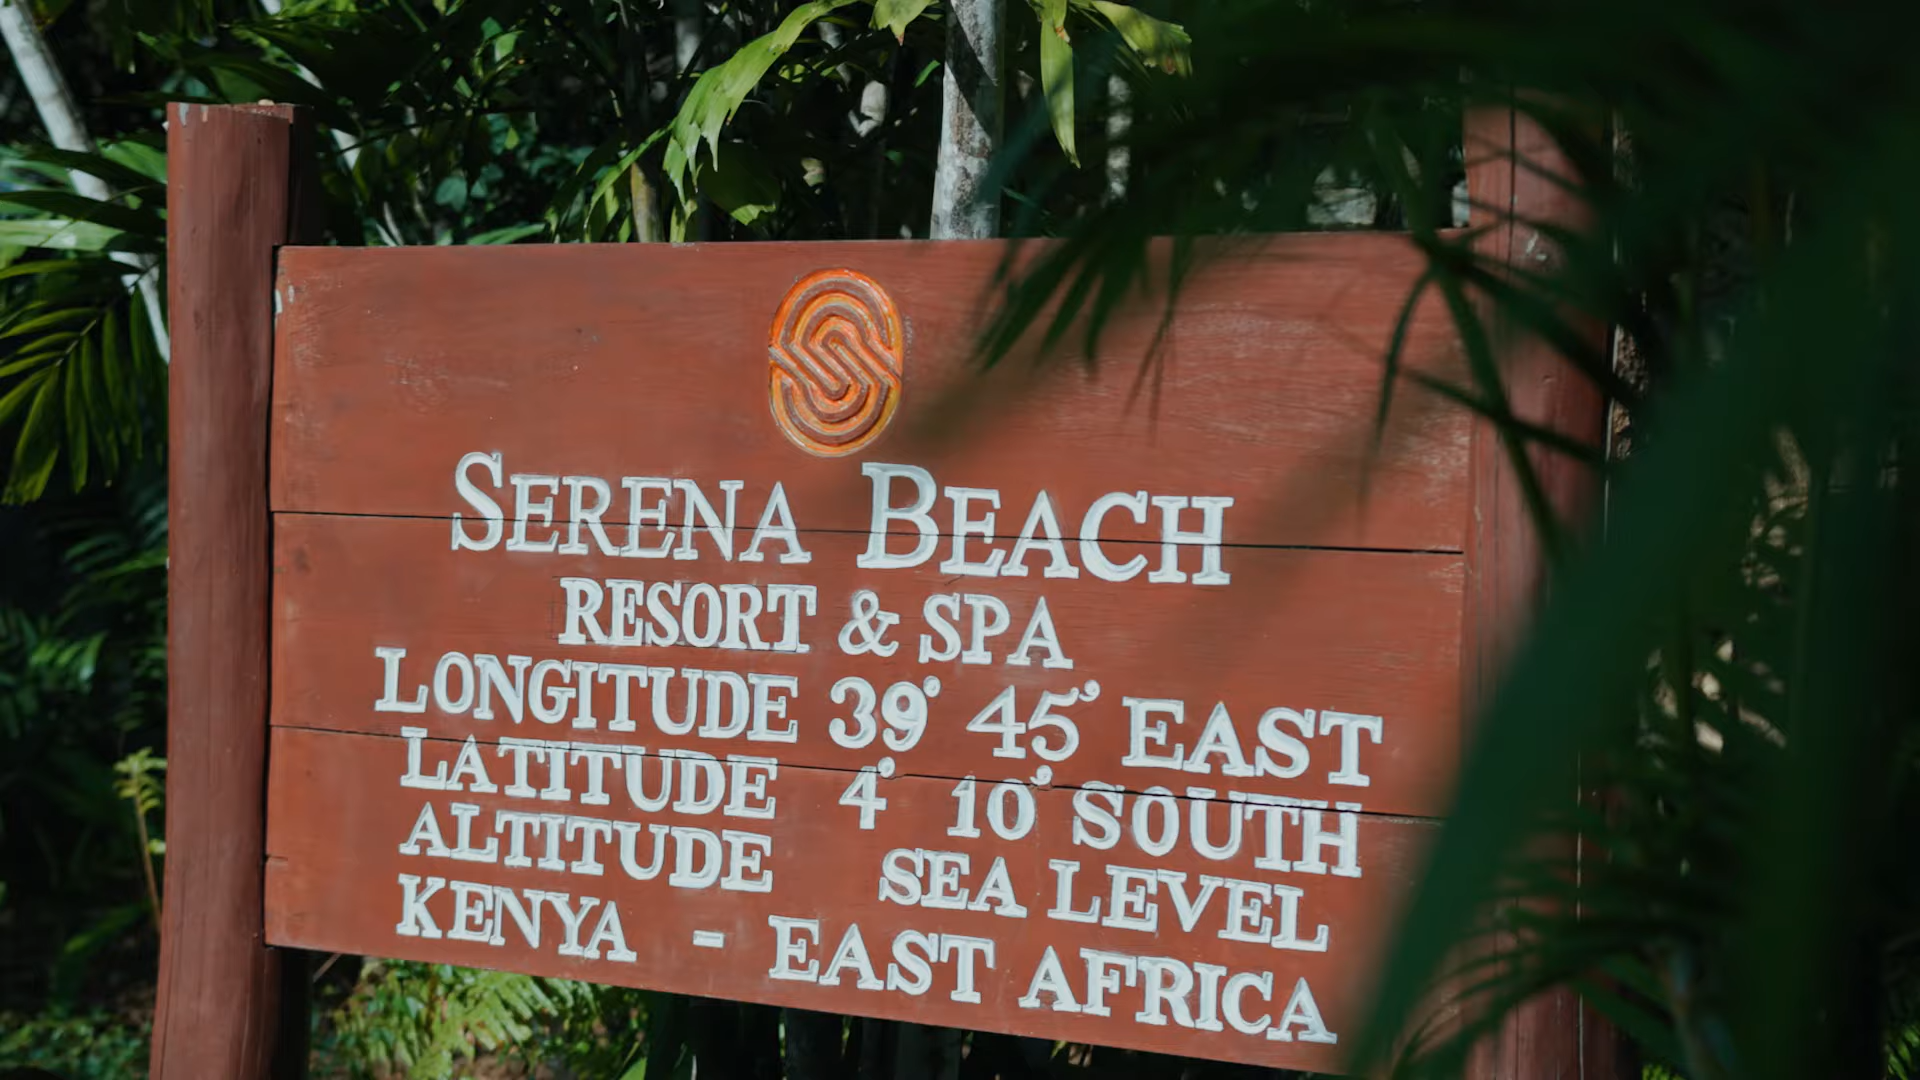 SERENA BEACH
RESORT & SPA
LONGITUDE 39° 45° EAST
LATITUDE 4° 10° SOUTH
ALTITUDE SEA LEVEL
KENYA - EAST AFRICA